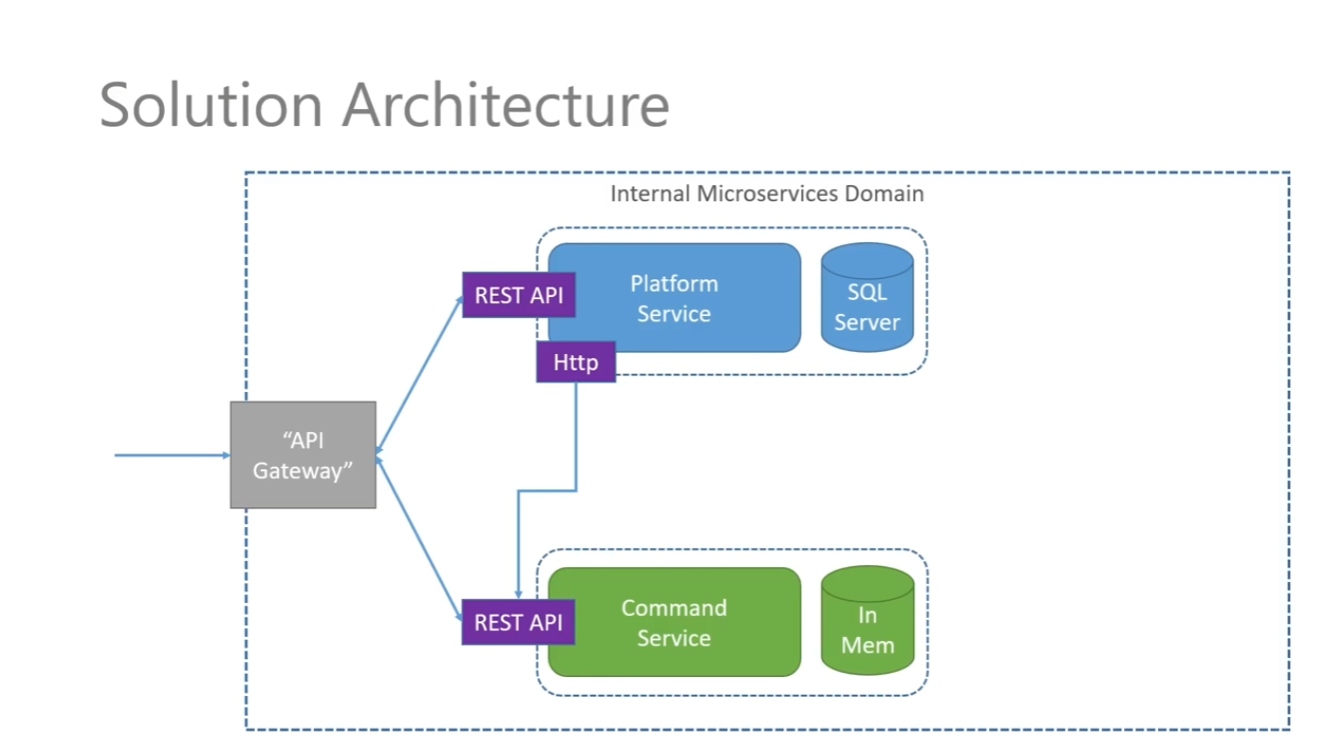 Solution Architecture
Internal Microservices Domain
REST API
Platform
Service
SQL
Server
Http
“API
Gateway”
REST API
Command
Service
In
Mem